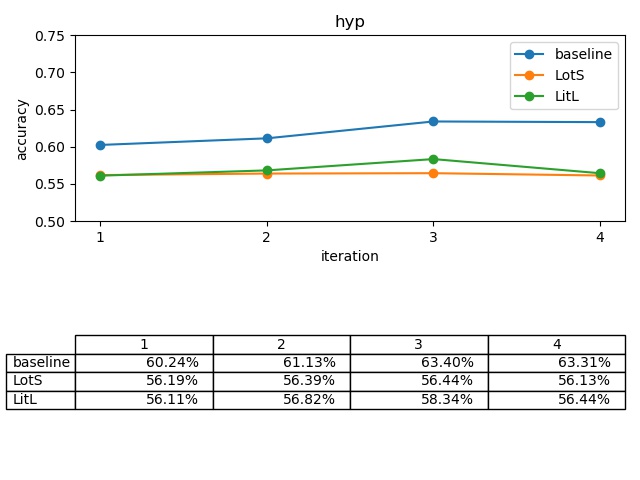 hyp
0.75
0.70
0.65
0.60
0.55
0.50
accuracy
baseline
LotS
LitL
1 2 3 4
iteration
1 2 3 4
baseline 60.24% 61.13% 63.40% 63.31%
LotS 56.19% 56.39% 56.44% 56.13%
LitL 56.11% 56.82% 58.34% 56.44%